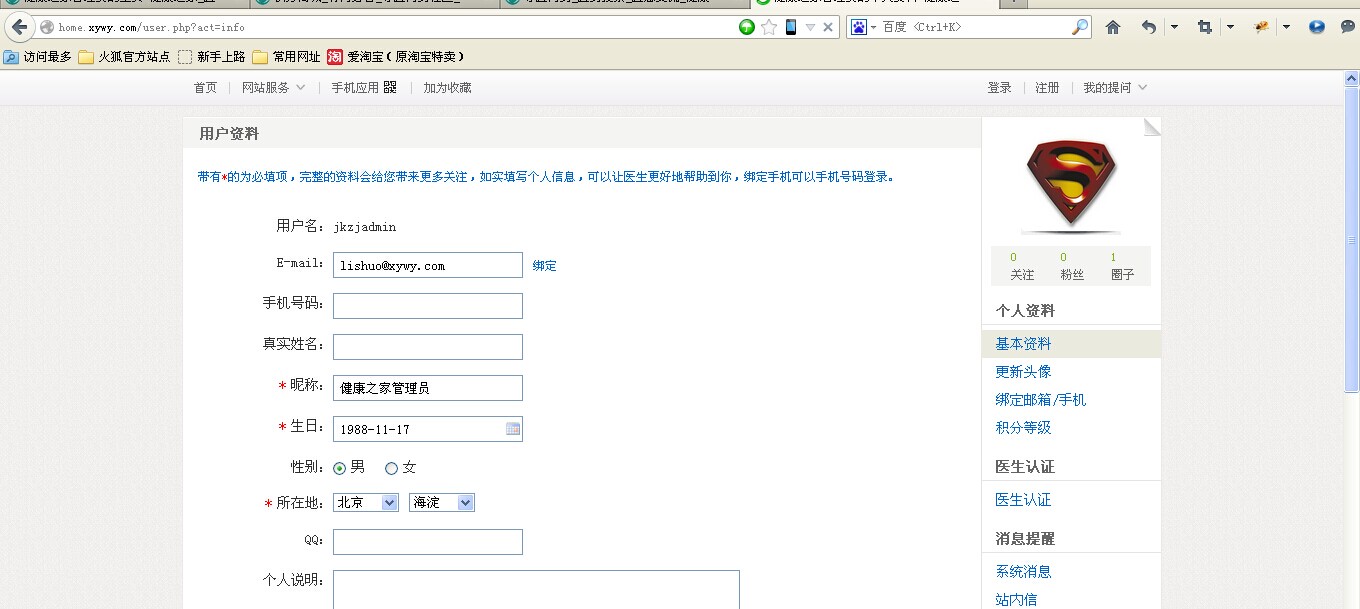 home.xywy.com/user.php?act=info
百度 <Ctrl+K>
访问最多 火狐官方站点 新手上路 常用网址 淘 爱淘宝（原淘宝特卖）
首页 网站服务 手机应用 加为收藏 登录 注册 我的提问
用户资料
带有*的为必填项，完整的资料会给您带来更多关注，如实填写个人信息，可以让医生更好地帮助到你，绑定手机可以手机号码登录。
用户名： jkzjadmin
E-mail： lishuo@xywy.com 绑定
手机号码：
真实姓名：
* 昵称： 健康之家管理员
* 生日： 1988-11-17
性别： 男 女
* 所在地： 北京 海淀
QQ：
个人说明：
0 0 1
关注 粉丝 圈子
个人资料
基本资料
更新头像
绑定邮箱/手机
积分等级
医生认证
医生认证
消息提醒
系统消息
站内信